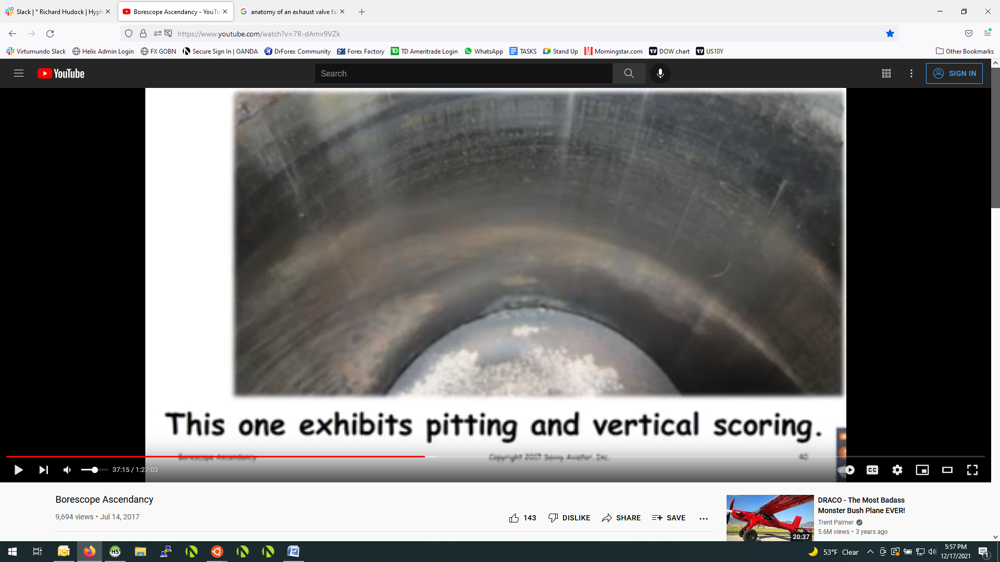 Slack | * Richard Hudock | Hyph
Borescope Ascendancy - YouTu
anatomy of an exhaust valve fai
https://www.youtube.com/watch?v=7R-dAmv9VZk
Virtumundo Slack Helix Admin Login FX GOBN Secure Sign In | OANDA DrForex Community Forex Factory TD Ameritrade Login WhatsApp TASKS Stand Up Morningstar.com DOW chart US10Y Other Bookmarks
YouTube Search SIGN IN
This one exhibits pitting and vertical scoring.
Borescope Ascendancy Copyright 2017 Savvy Aviator, Inc. 40
37:15 / 1:27:03 CC
Borescope Ascendancy
9,694 views • Jul 14, 2017
143 DISLIKE SHARE SAVE
DRACO - The Most Badass
Monster Bush Plane EVER!
Trent Palmer
5.6M views • 3 years ago
20:37
HS W
53°F Clear
5:57 PM
12/17/2021
1